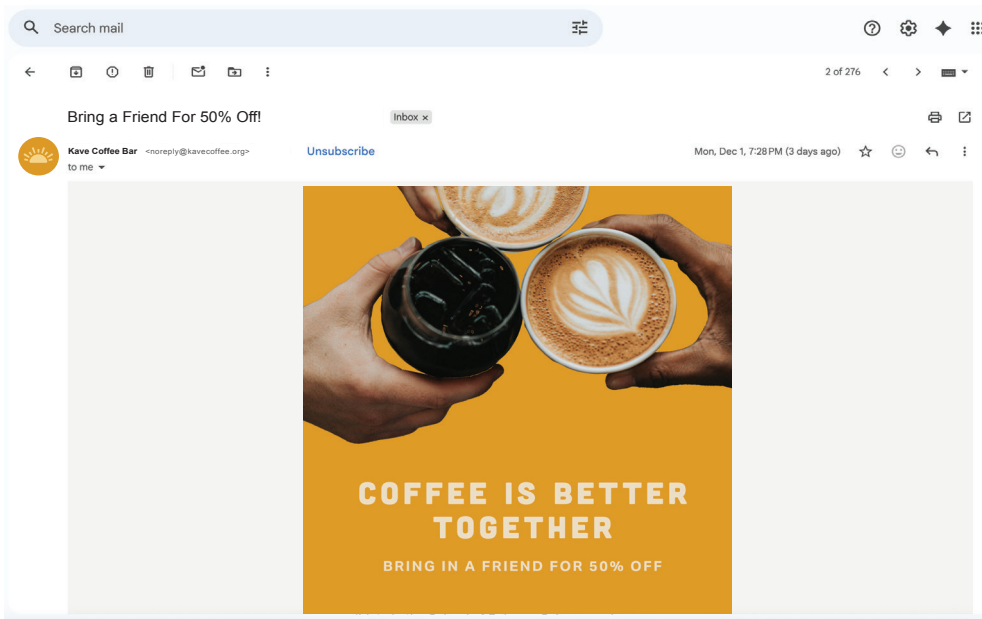 Search mail
2 of 276
Bring a Friend For 50% Off!
Inbox ×
Kave Coffee Bar <noreply@kavecoffee.org> Unsubscribe Mon, Dec 1, 7:28 PM (3 days ago)
to me
COFFEE IS BETTER
TOGETHER
BRING IN A FRIEND FOR 50% OFF